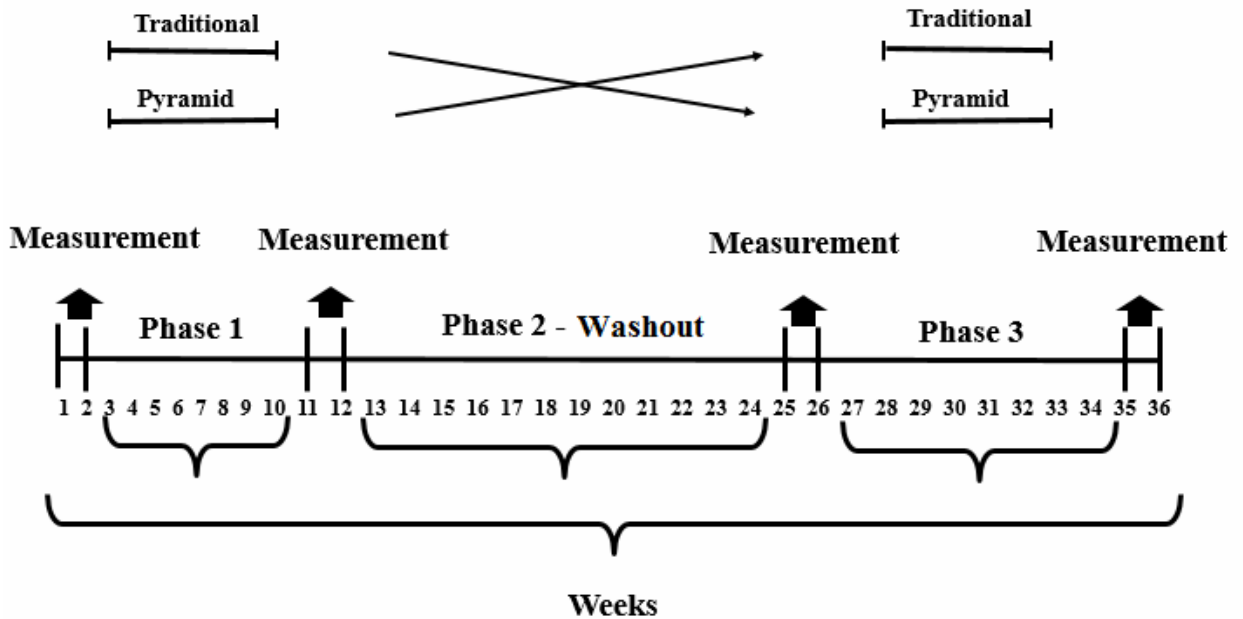 Traditional Traditional
Pyramid Pyramid
Measurement Measurement Measurement Measurement
Phase 1 Phase 2 - Washout Phase 3
1 2 3 4 5 6 7 8 9 10 11 12 13 14 15 16 17 18 19 20 21 22 23 24 25 26 27 28 29 30 31 32 33 34 35 36
Weeks